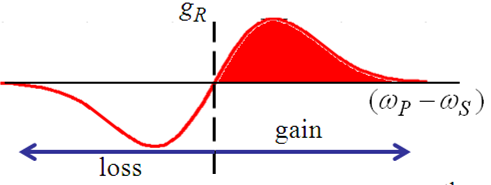 g_R
(ω_P − ω_S)
gain
loss